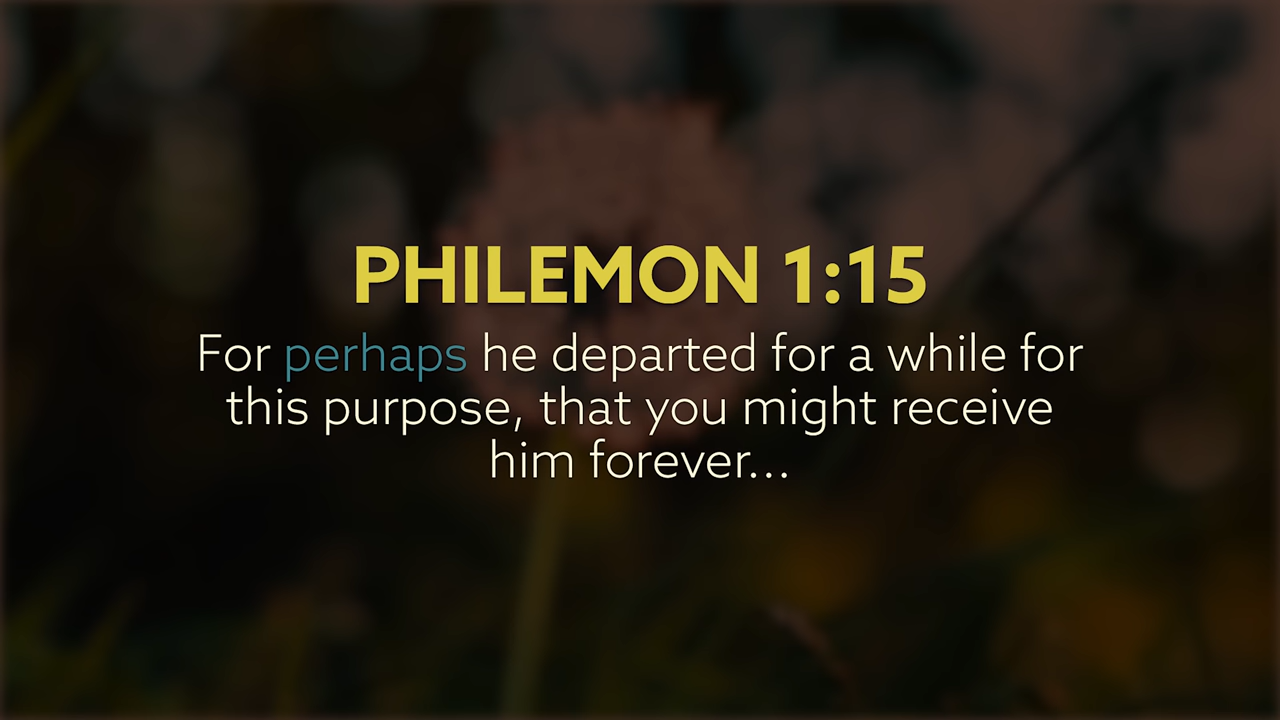 PHILEMON 1:15
For perhaps he departed for a while for
this purpose, that you might receive
him forever...